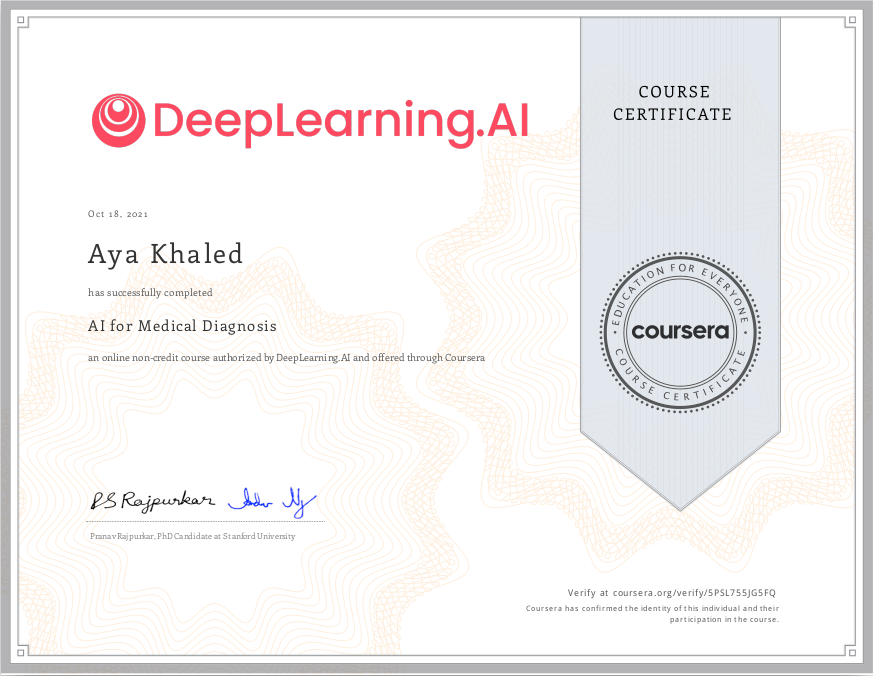 DeepLearning.AI
COURSE
CERTIFICATE
Oct 18, 2021
Aya Khaled
has successfully completed
AI for Medical Diagnosis
an online non-credit course authorized by DeepLearning.AI and offered through Coursera
EDUCATION FOR EVERYONE
coursera
COURSE CERTIFICATE
PS Rajpurkar
Pranav Rajpurkar, PhD Candidate at Stanford University
Verify at coursera.org/verify/5PSL755JG5FQ
Coursera has confirmed the identity of this individual and their
participation in the course.